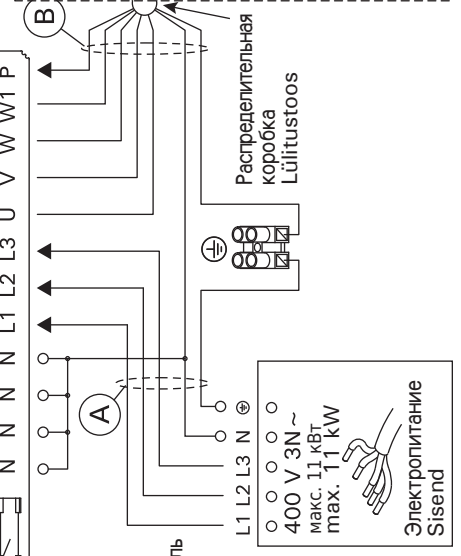 N N N N L1 L2 L3 U V W W1 P
B
A
Распределительная
коробка
Lülitustoos
L1 L2 L3 N
400 V 3N ~
макс. 11 кВт
max. 11 kW
Электропитание
Sisend
ль